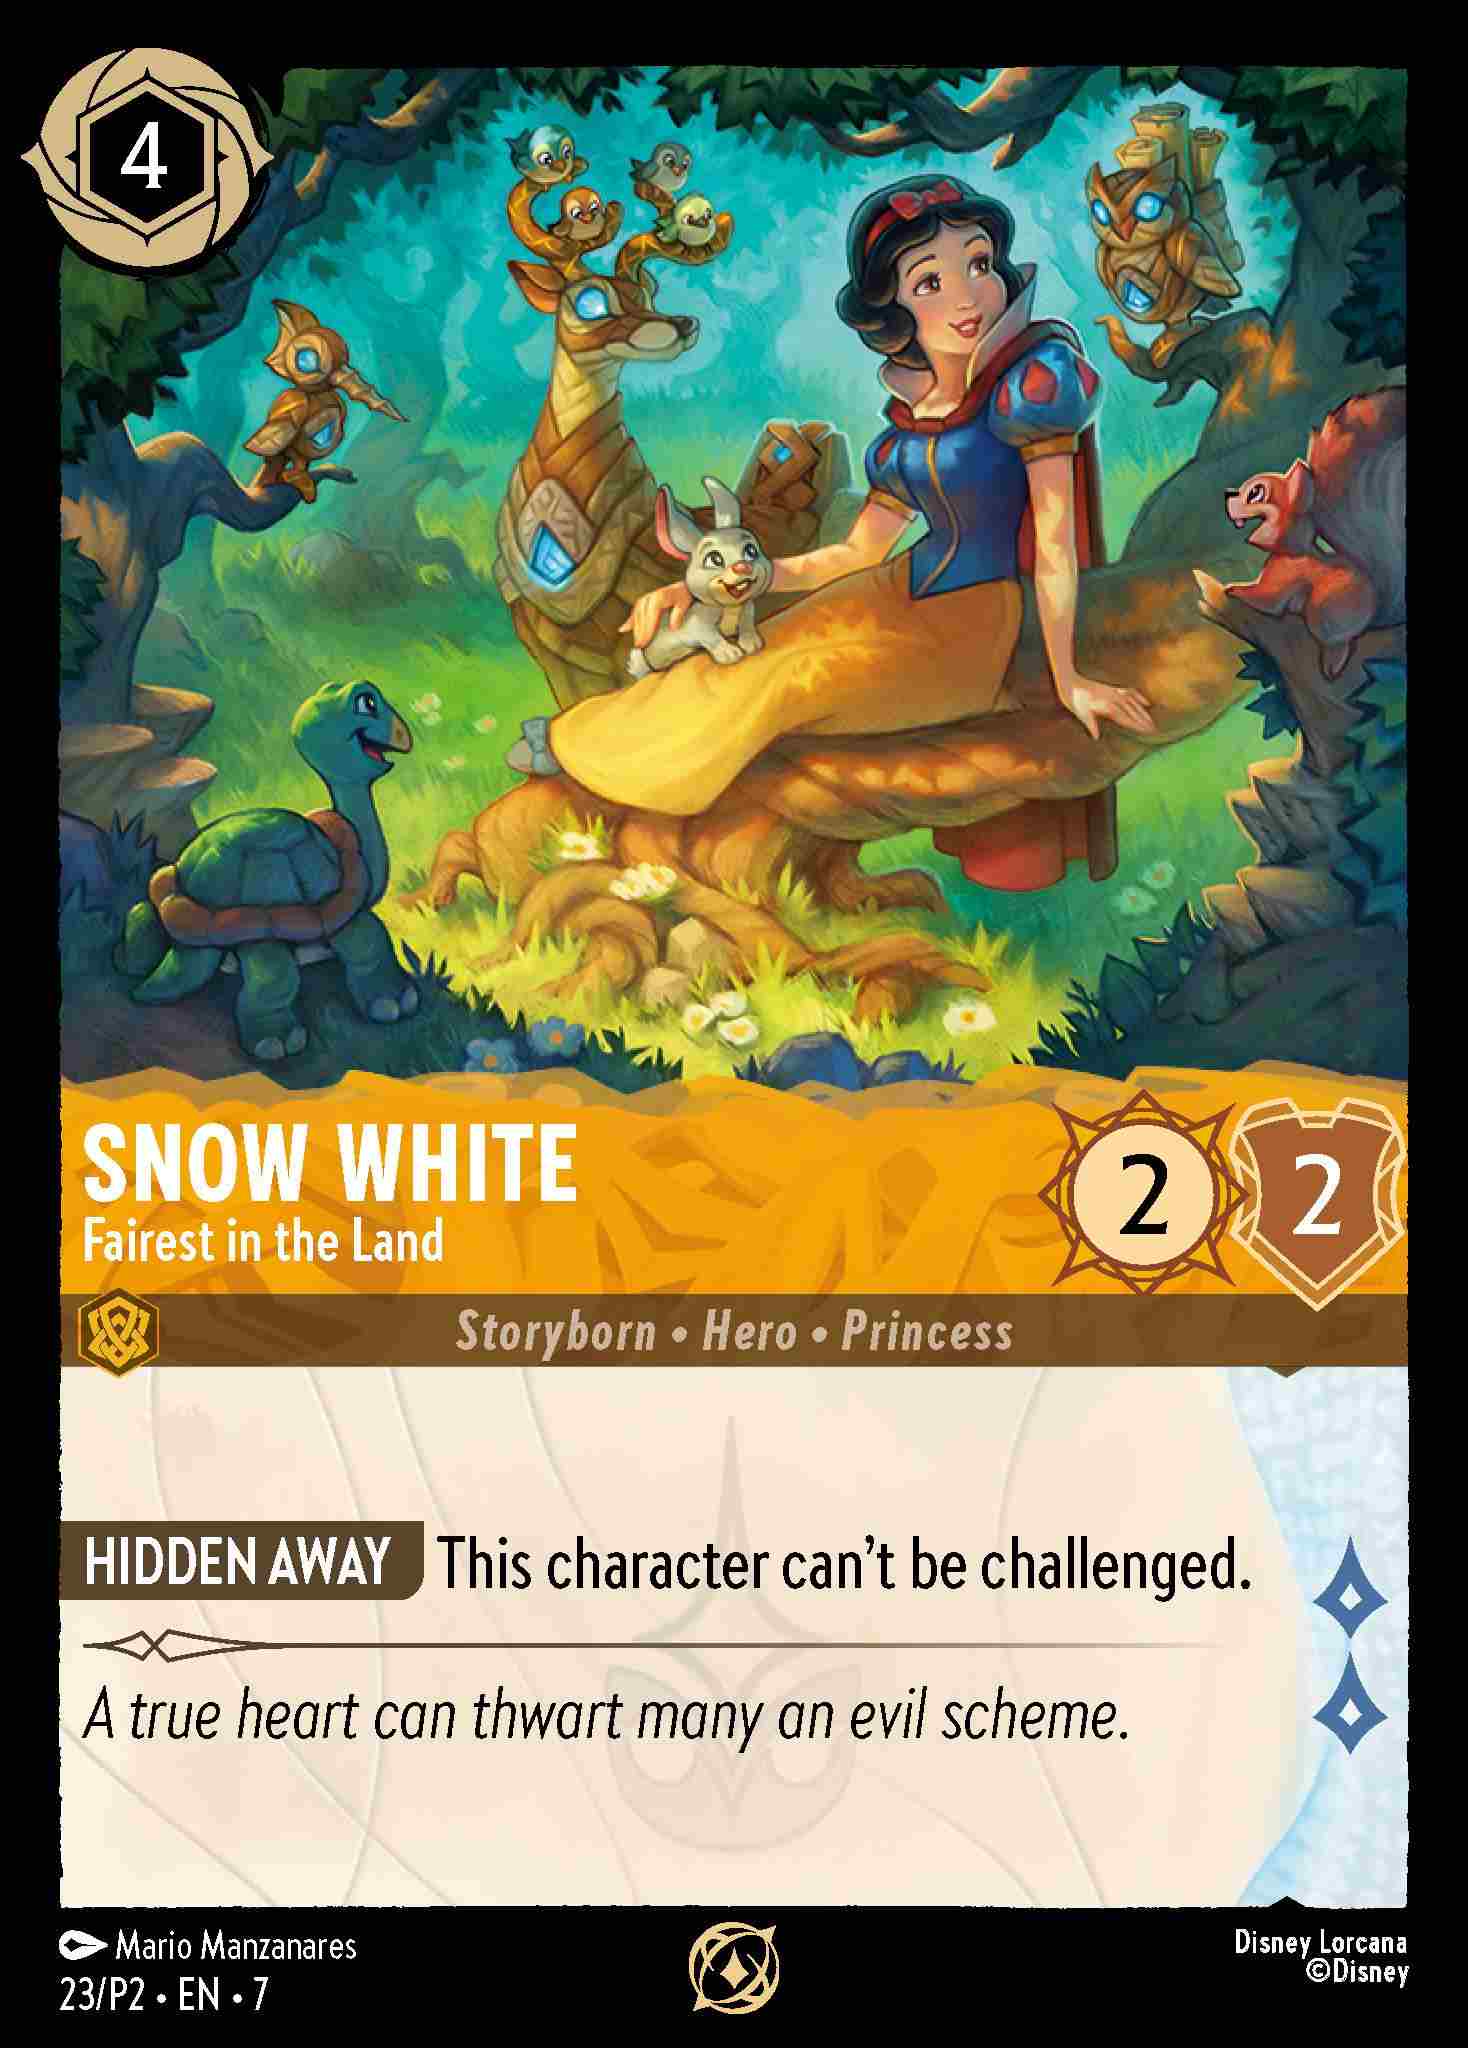 4
SNOW WHITE
Fairest in the Land
2 2
Storyborn • Hero • Princess
HIDDEN AWAY This character can’t be challenged.
A true heart can thwart many an evil scheme.
Mario Manzanares
23/P2 • EN • 7
Disney Lorcana
©Disney